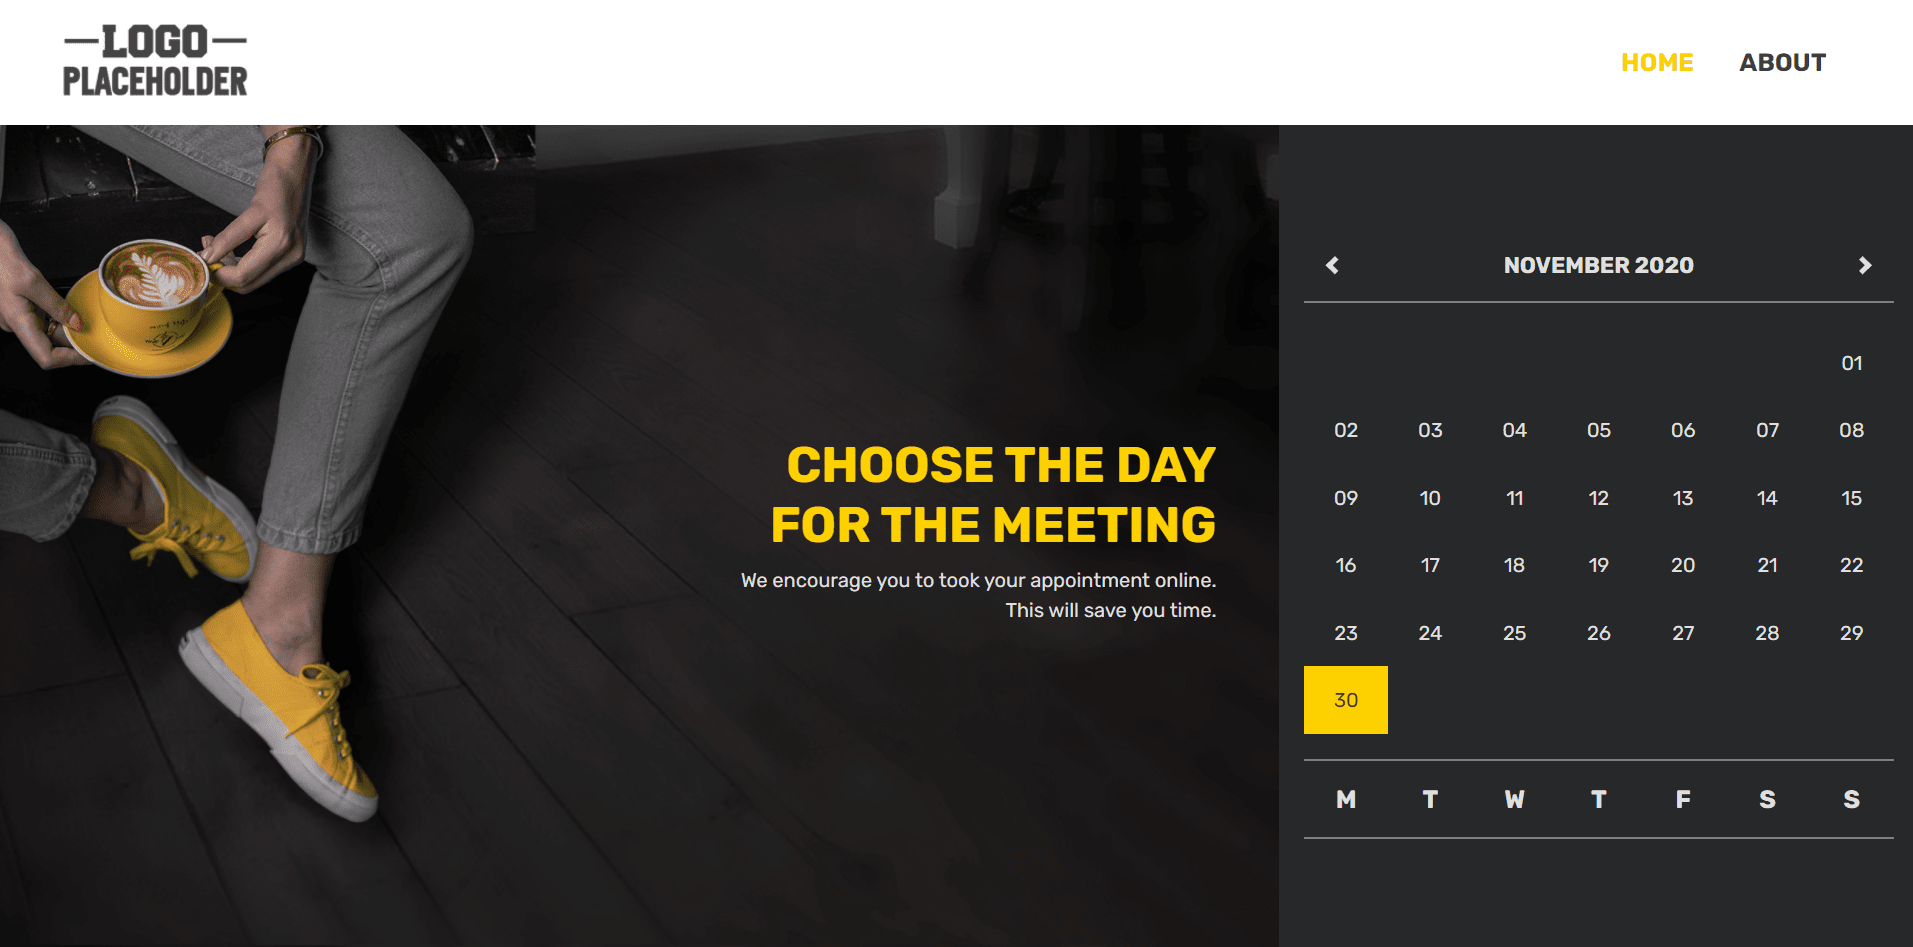 LOGO
PLACEHOLDER
HOME ABOUT
CHOOSE THE DAY
FOR THE MEETING
We encourage you to took your appointment online.
This will save you time.
NOVEMBER 2020
01
02 03 04 05 06 07 08
09 10 11 12 13 14 15
16 17 18 19 20 21 22
23 24 25 26 27 28 29
30
M T W T F S S